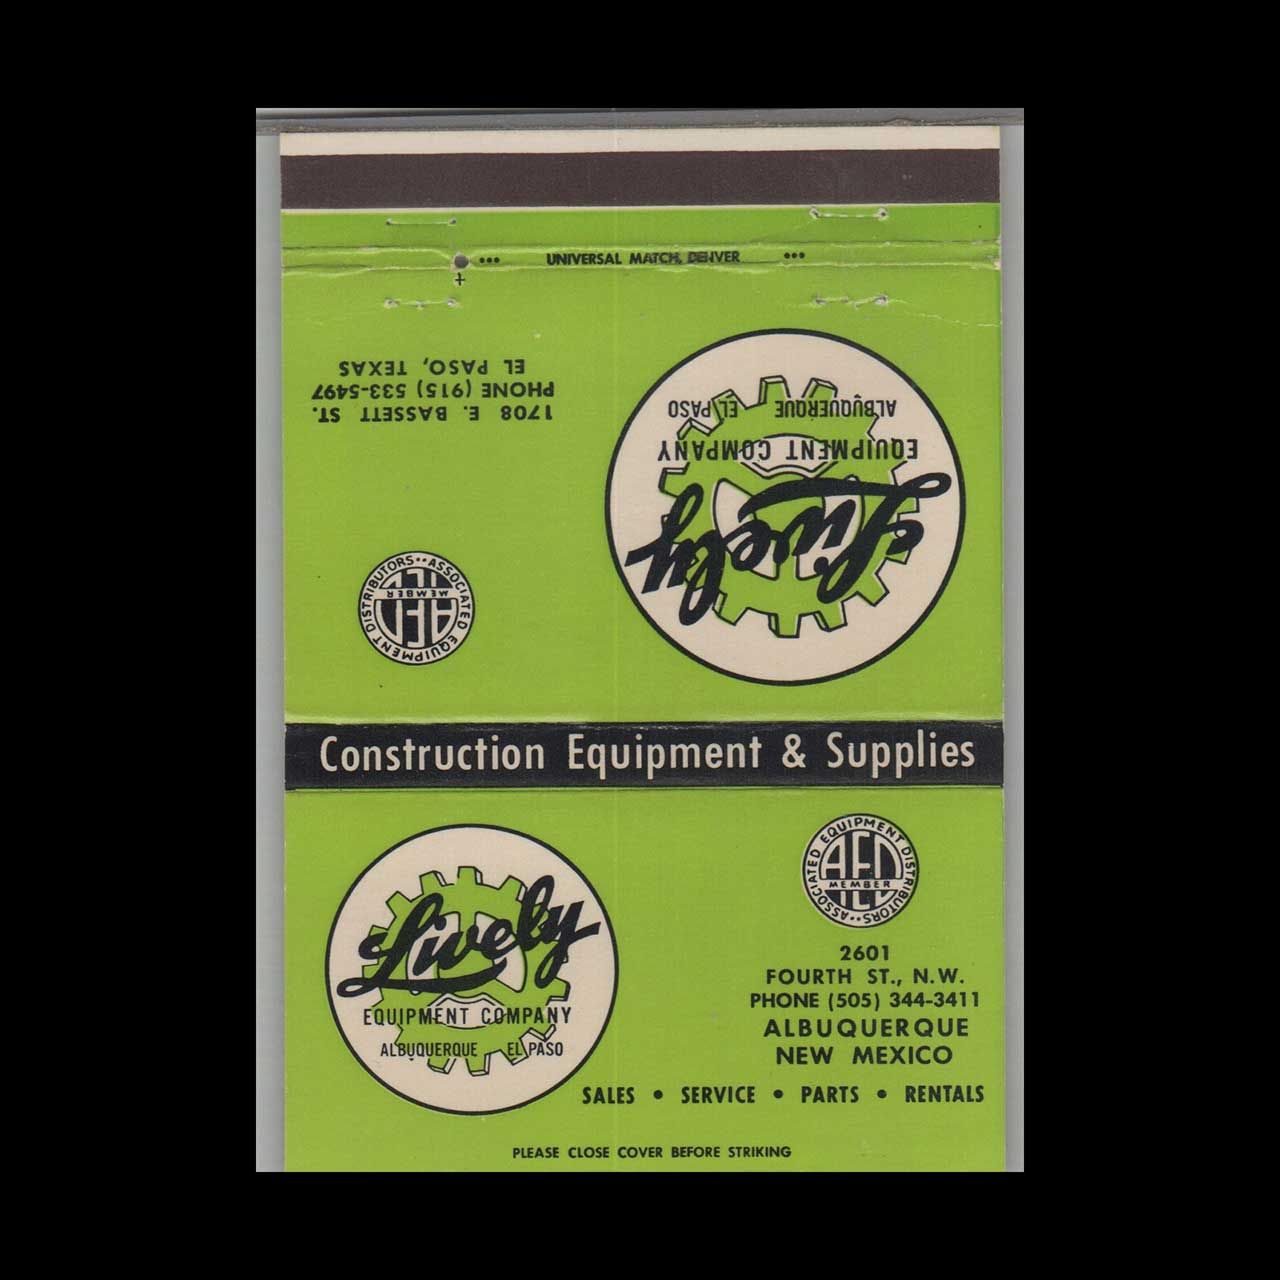 ••• UNIVERSAL MATCH, DENVER •••
1708 E. BASSETT ST.
PHONE (915) 533-5497
EL PASO, TEXAS
Lively
EQUIPMENT COMPANY
ALBUQUERQUE EL PASO
ASSOCIATED EQUIPMENT DISTRIBUTORS
AED
MEMBER
Construction Equipment & Supplies
Lively
EQUIPMENT COMPANY
ALBUQUERQUE EL PASO
ASSOCIATED EQUIPMENT DISTRIBUTORS
AED
MEMBER
2601
FOURTH ST., N.W.
PHONE (505) 344-3411
ALBUQUERQUE
NEW MEXICO
SALES • SERVICE • PARTS • RENTALS
PLEASE CLOSE COVER BEFORE STRIKING